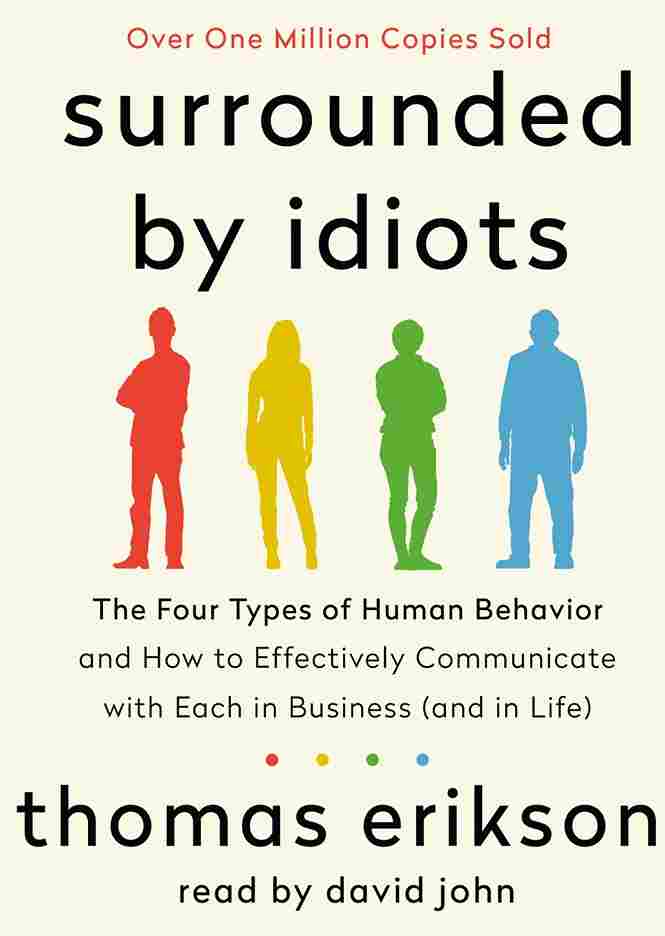 Over One Million Copies Sold
surrounded
by idiots
The Four Types of Human Behavior
and How to Effectively Communicate
with Each in Business (and in Life)
thomas erikson
read by david john